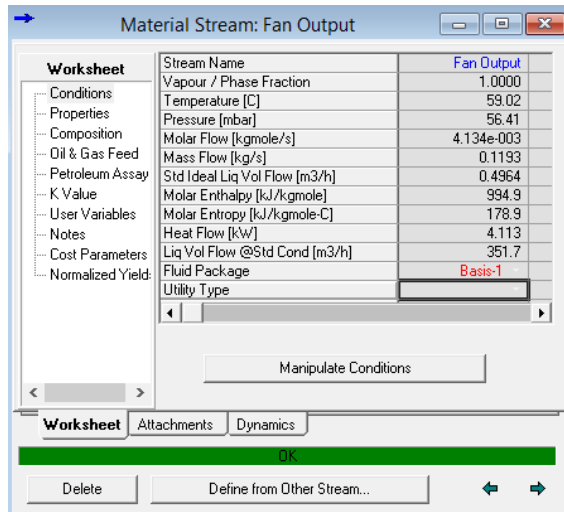 Material Stream: Fan Output
Worksheet
Conditions
Properties
Composition
Oil & Gas Feed
Petroleum Assay
K Value
User Variables
Notes
Cost Parameters
Normalized Yields
Stream Name Fan Output
Vapour / Phase Fraction 1.0000
Temperature [C] 59.02
Pressure [mbar] 56.41
Molar Flow [kgmole/s] 4.134e-003
Mass Flow [kg/s] 0.1193
Std Ideal Liq Vol Flow [m3/h] 0.4964
Molar Enthalpy [kJ/kgmole] 994.9
Molar Entropy [kJ/kgmole-C] 178.9
Heat Flow [kW] 4.113
Liq Vol Flow @Std Cond [m3/h] 351.7
Fluid Package Basis-1
Utility Type
Manipulate Conditions
Worksheet Attachments Dynamics
OK
Delete Define from Other Stream...